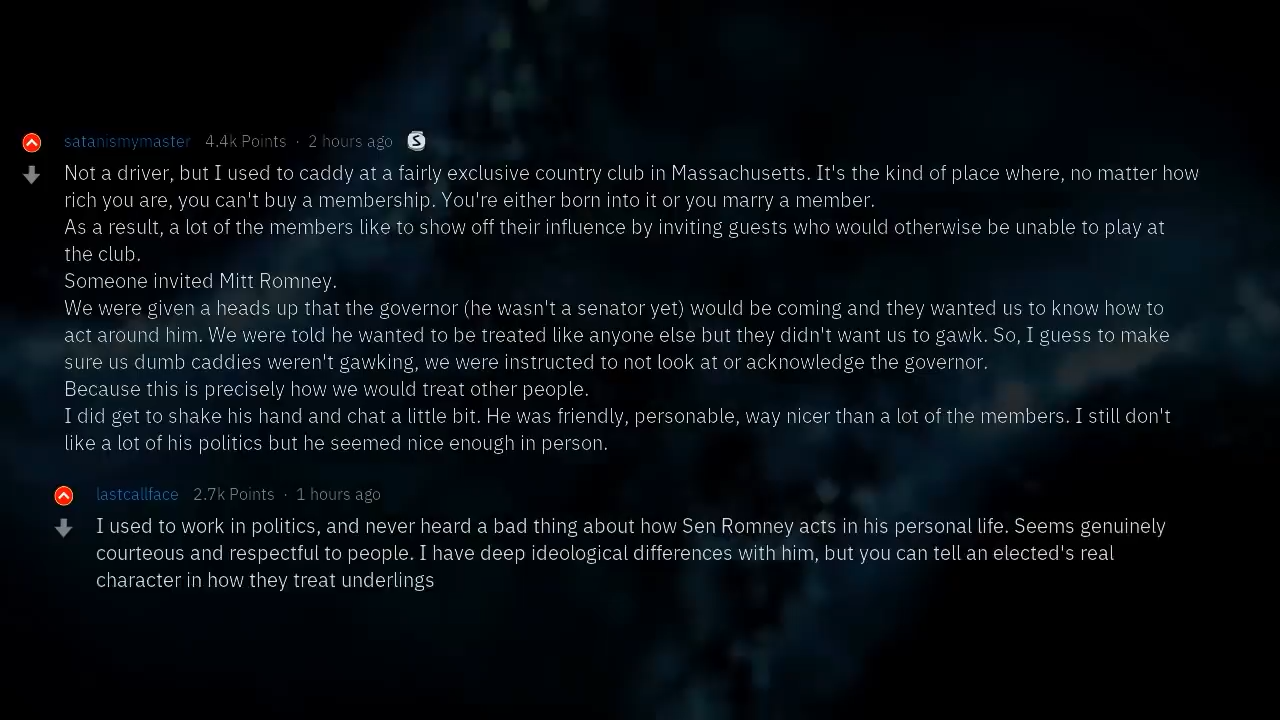 satanismymaster 4.4k Points · 2 hours ago S
Not a driver, but I used to caddy at a fairly exclusive country club in Massachusetts. It's the kind of place where, no matter how
rich you are, you can't buy a membership. You're either born into it or you marry a member.
As a result, a lot of the members like to show off their influence by inviting guests who would otherwise be unable to play at
the club.
Someone invited Mitt Romney.
We were given a heads up that the governor (he wasn't a senator yet) would be coming and they wanted us to know how to
act around him. We were told he wanted to be treated like anyone else but they didn't want us to gawk. So, I guess to make
sure us dumb caddies weren't gawking, we were instructed to not look at or acknowledge the governor.
Because this is precisely how we would treat other people.
I did get to shake his hand and chat a little bit. He was friendly, personable, way nicer than a lot of the members. I still don't
like a lot of his politics but he seemed nice enough in person.
lastcallface 2.7k Points · 1 hours ago
I used to work in politics, and never heard a bad thing about how Sen Romney acts in his personal life. Seems genuinely
courteous and respectful to people. I have deep ideological differences with him, but you can tell an elected's real
character in how they treat underlings